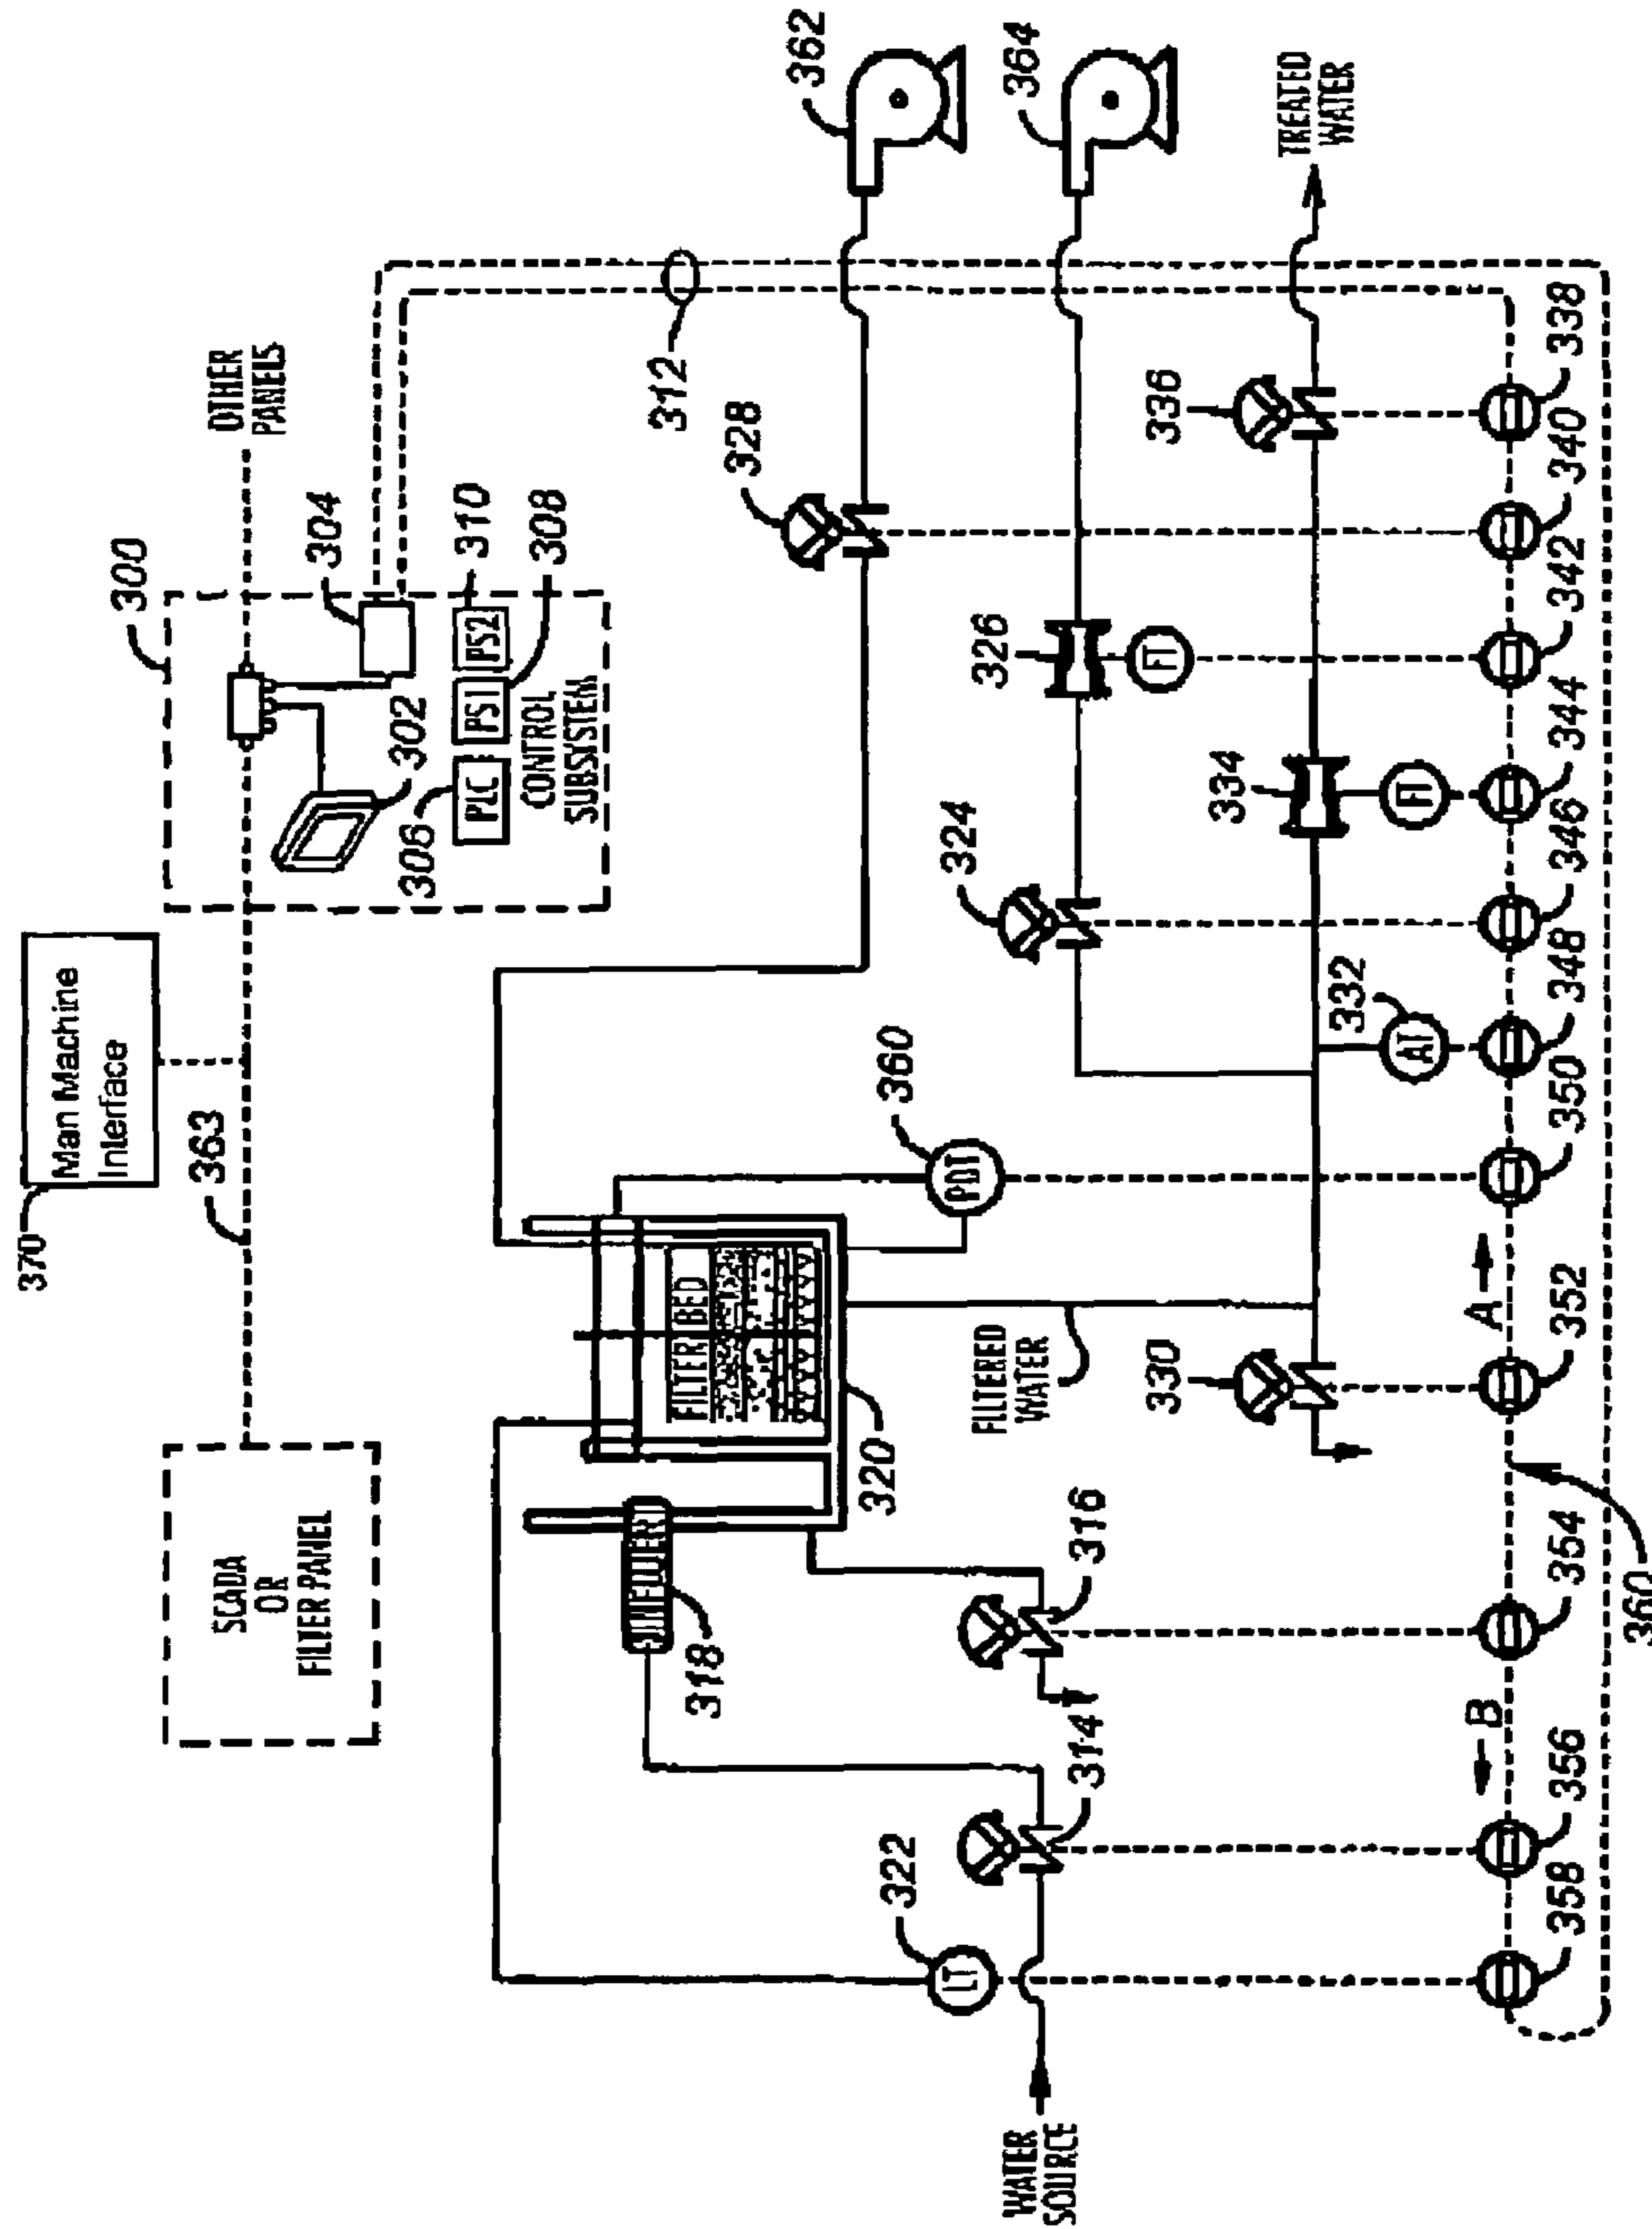 370
Man Machine
Interface
363
SCADA
OR
FILTER PANEL
300
OTHER
PANELS
304
302
306
PLC
PS1
PS2
310
308
CONTROL
SUBSYSTEM
312
362
328
364
318
FILTER BED
320
360
PDT
FILTERED
WATER
324
326
FI
322
LT
314
316
330
332
AT
334
FI
336
TREATED
WATER
WATER
SOURCE
B
A
358
356
354
352
350
348
346
344
342
340
338
360